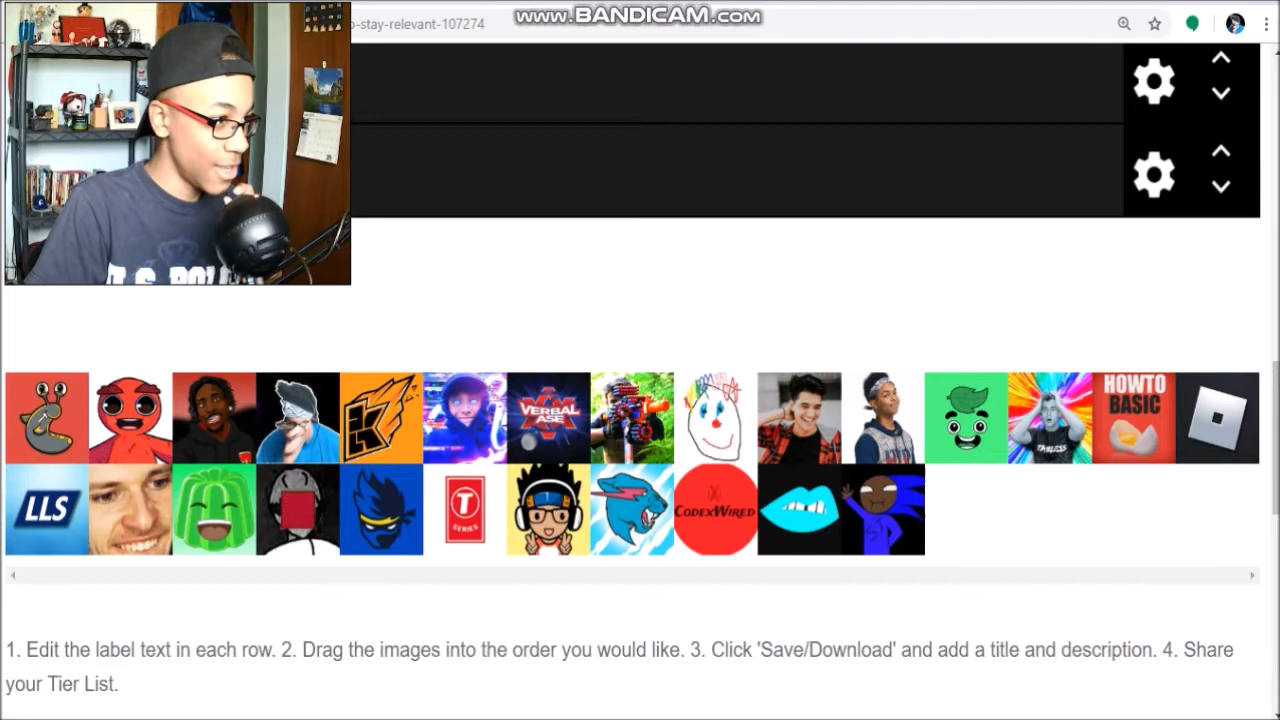 www.BANDICAM.com
o-stay-relevant-107274
HOWTO
BASIC
VERBAL
ASE
TAKELESS
LLS
T
SERIES
CODEXWIRED
1. Edit the label text in each row. 2. Drag the images into the order you would like. 3. Click 'Save/Download' and add a title and description. 4. Share
your Tier List.